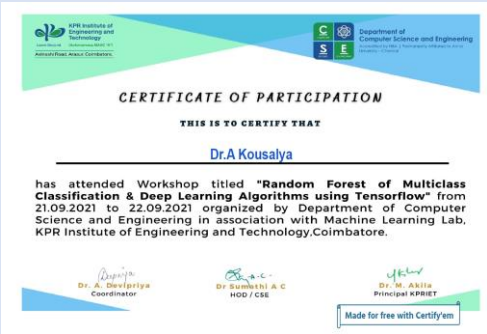 KPR Institute of
Engineering and
Technology
Learn Beyond
Avinashi Road, Arasur, Coimbatore.
C
S E
Department of
Computer Science and Engineering
CERTIFICATE OF PARTICIPATION
THIS IS TO CERTIFY THAT
Dr.A Kousalya
has attended Workshop titled "Random Forest of Multiclass
Classification & Deep Learning Algorithms using Tensorflow" from
21.09.2021 to 22.09.2021 organized by Department of Computer
Science and Engineering in association with Machine Learning Lab,
KPR Institute of Engineering and Technology,Coimbatore.
Dr. A. Devipriya
Coordinator
Dr Sumathi A C
HOD / CSE
Dr. M. Akila
Principal KPRIET
Made for free with Certify'em